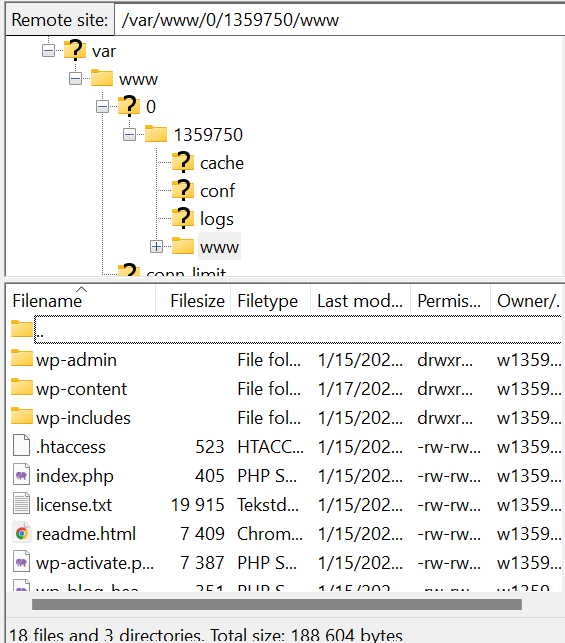 Remote site: /var/www/0/1359750/www
var
www
0
1359750
cache
conf
logs
www
conn_limit
Filename Filesize Filetype Last mod... Permis... Owner/.
..
wp-admin File fol... 1/15/202... drwxr... w1359...
wp-content File fol... 1/17/202... drwxr... w1359...
wp-includes File fol... 1/15/202... drwxr... w1359...
.htaccess 523 HTACC... 1/15/202... -rw-rw... w1359...
index.php 405 PHP S... 1/15/202... -rw-rw... w1359...
license.txt 19 915 Tekstd... 1/15/202... -rw-rw... w1359...
readme.html 7 409 Chrom... 1/15/202... -rw-rw... w1359...
wp-activate.p... 7 387 PHP S... 1/15/202... -rw-rw... w1359...
wp-blog-hea... 351 PHP S... 1/15/202... -rw-rw... w1359...
18 files and 3 directories. Total size: 188 604 bytes